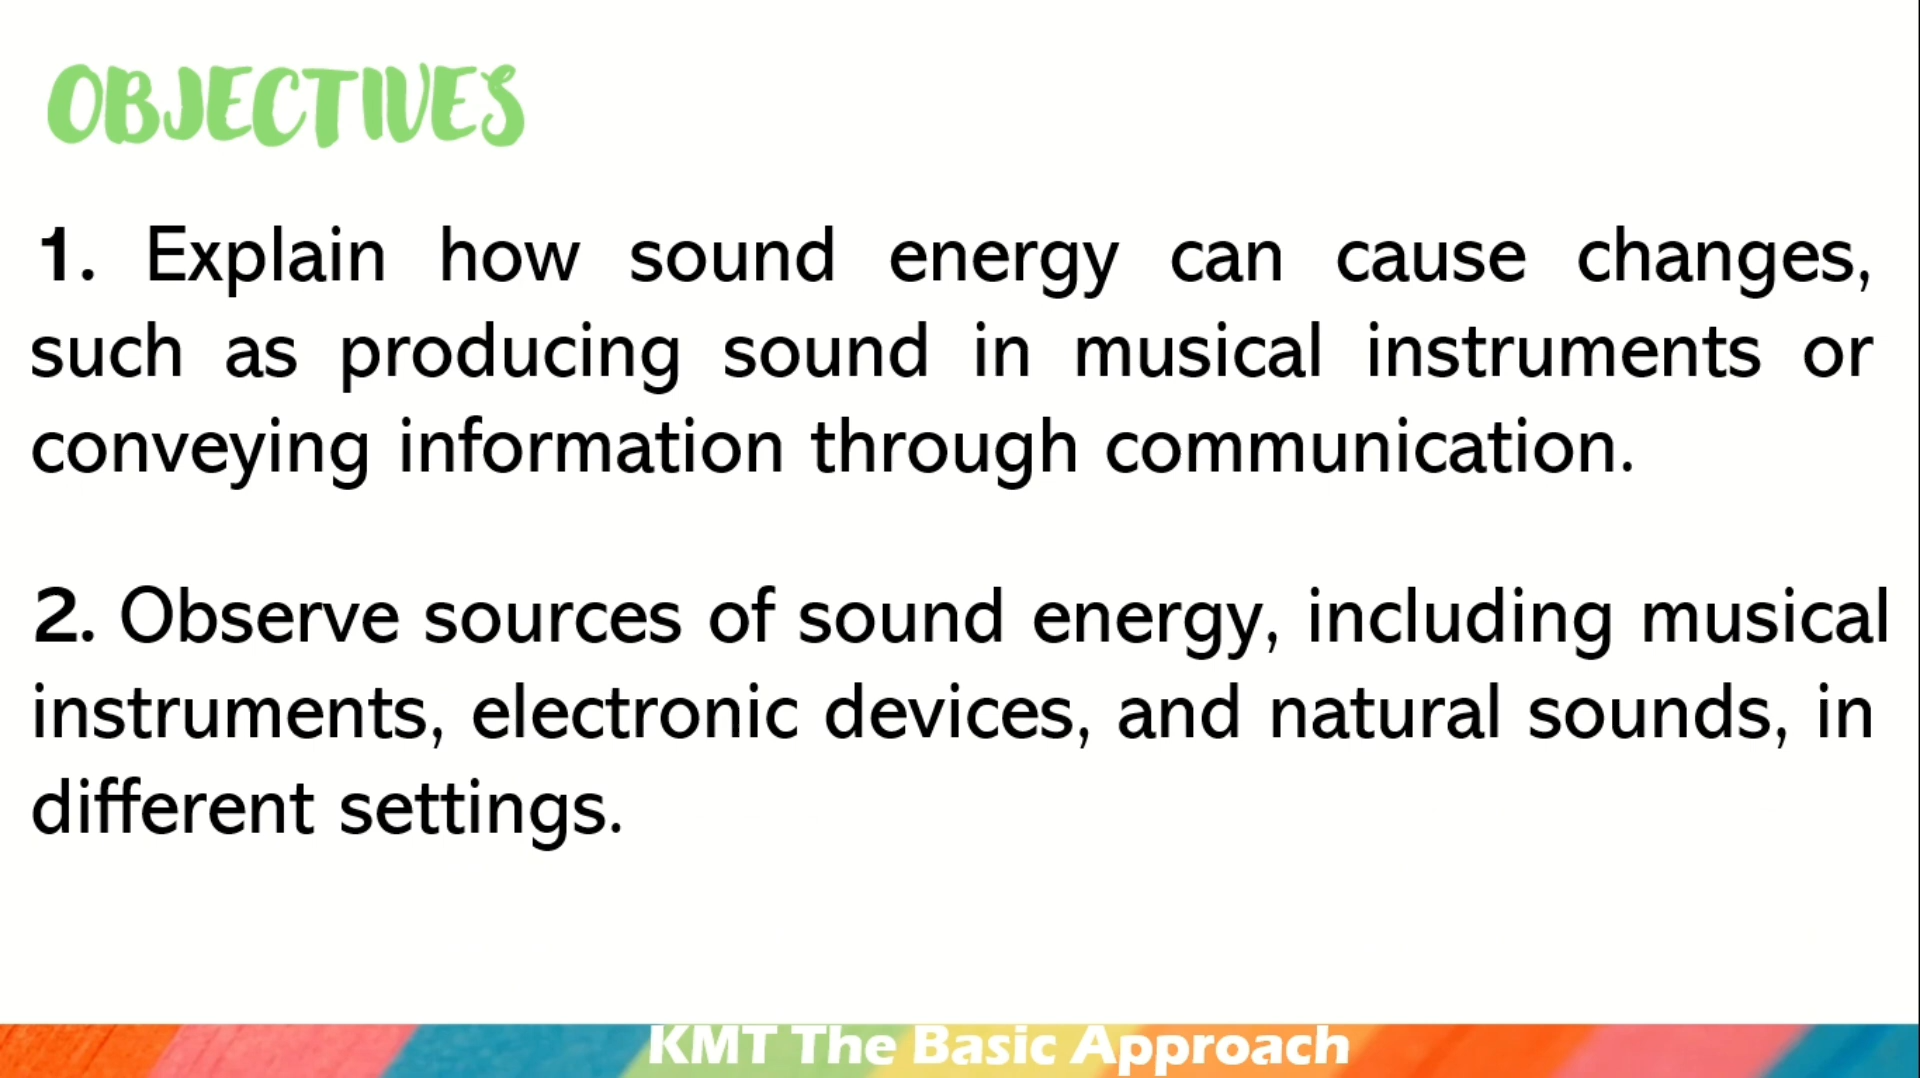 OBJECTIVES
1. Explain how sound energy can cause changes,
such as producing sound in musical instruments or
conveying information through communication.
2. Observe sources of sound energy, including musical
instruments, electronic devices, and natural sounds, in
different settings.
KMT The Basic Approach